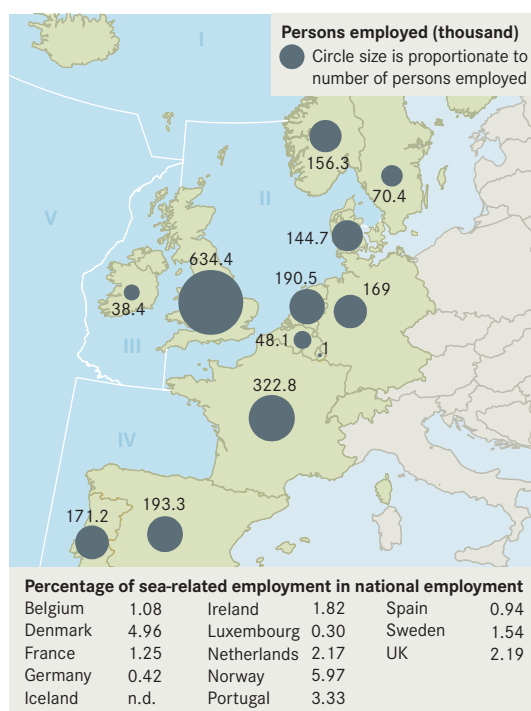 Persons employed (thousand)
Circle size is proportionate to
number of persons employed
I
II
III
IV
V
156.3
70.4
144.7
634.4
190.5
169
38.4
48.1
1
322.8
171.2
193.3
Percentage of sea-related employment in national employment
Belgium 1.08 Ireland 1.82 Spain 0.94
Denmark 4.96 Luxembourg 0.30 Sweden 1.54
France 1.25 Netherlands 2.17 UK 2.19
Germany 0.42 Norway 5.97
Iceland n.d. Portugal 3.33